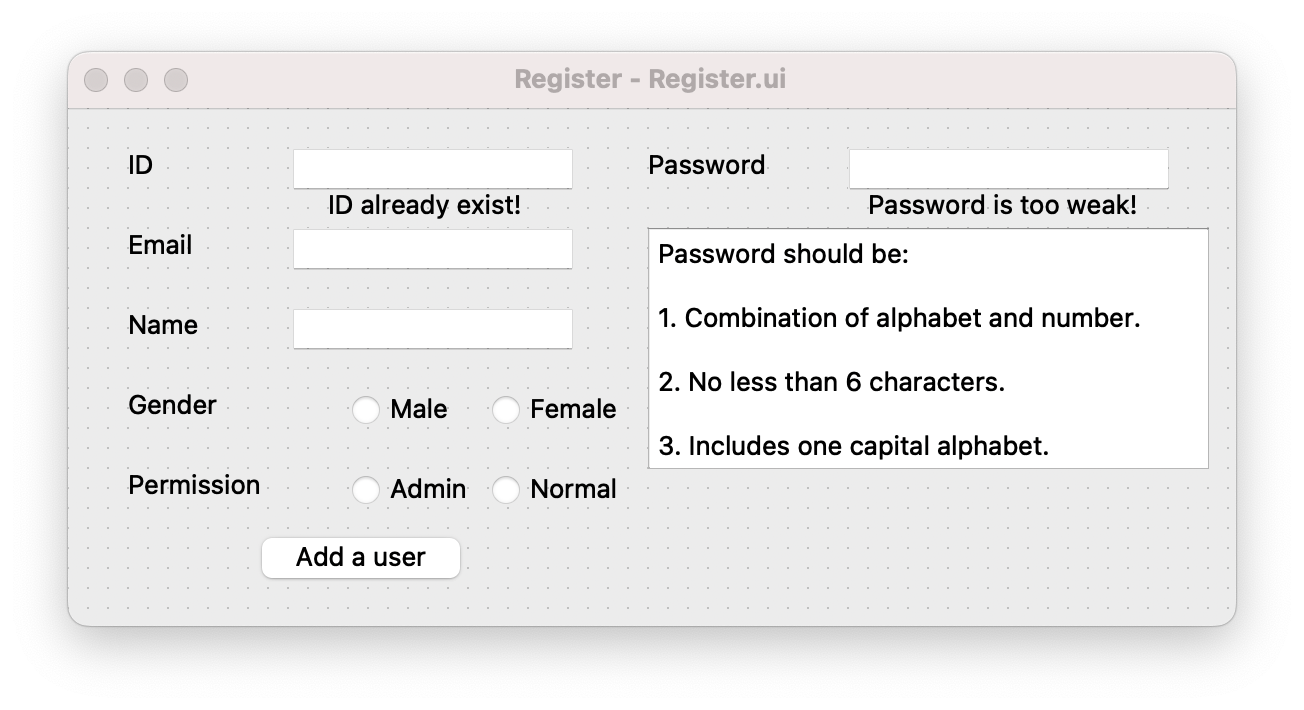 Register - Register.ui
ID
ID already exist!
Email
Name
Gender
Male
Female
Permission
Admin
Normal
Add a user
Password
Password is too weak!
Password should be:
1. Combination of alphabet and number.
2. No less than 6 characters.
3. Includes one capital alphabet.